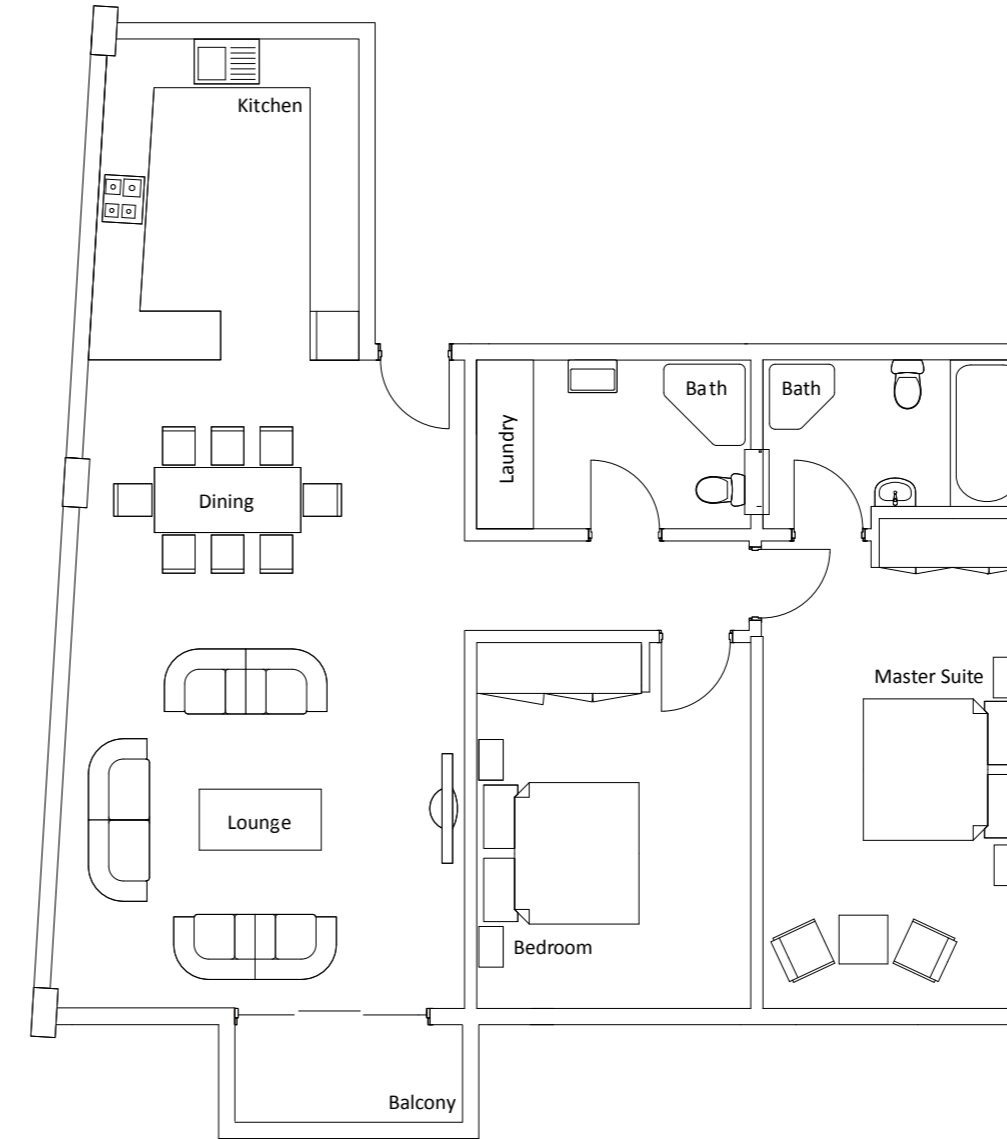 Kitchen
Bath
Bath
Laundry
Dining
Master Suite
Lounge
Bedroom
Balcony